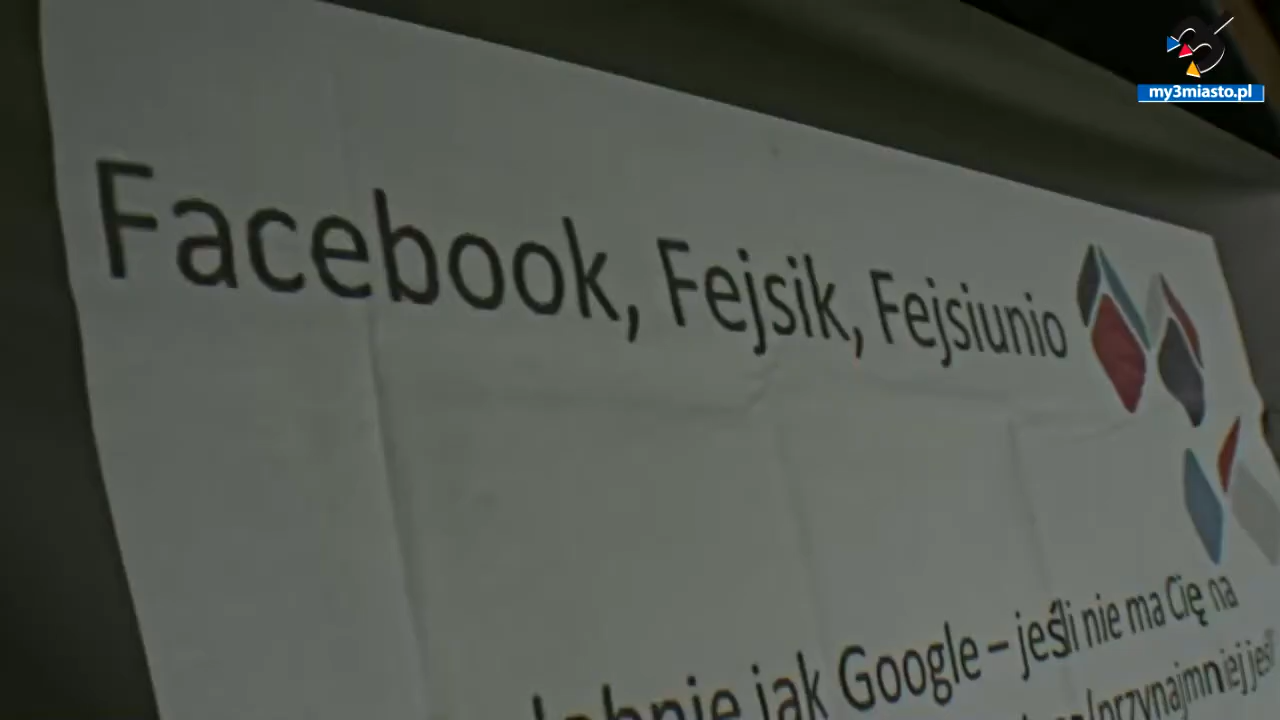 my3miasto.pl
Facebook, Fejsik, Fejsiunio
jak Google – jeśli nie ma Cię na